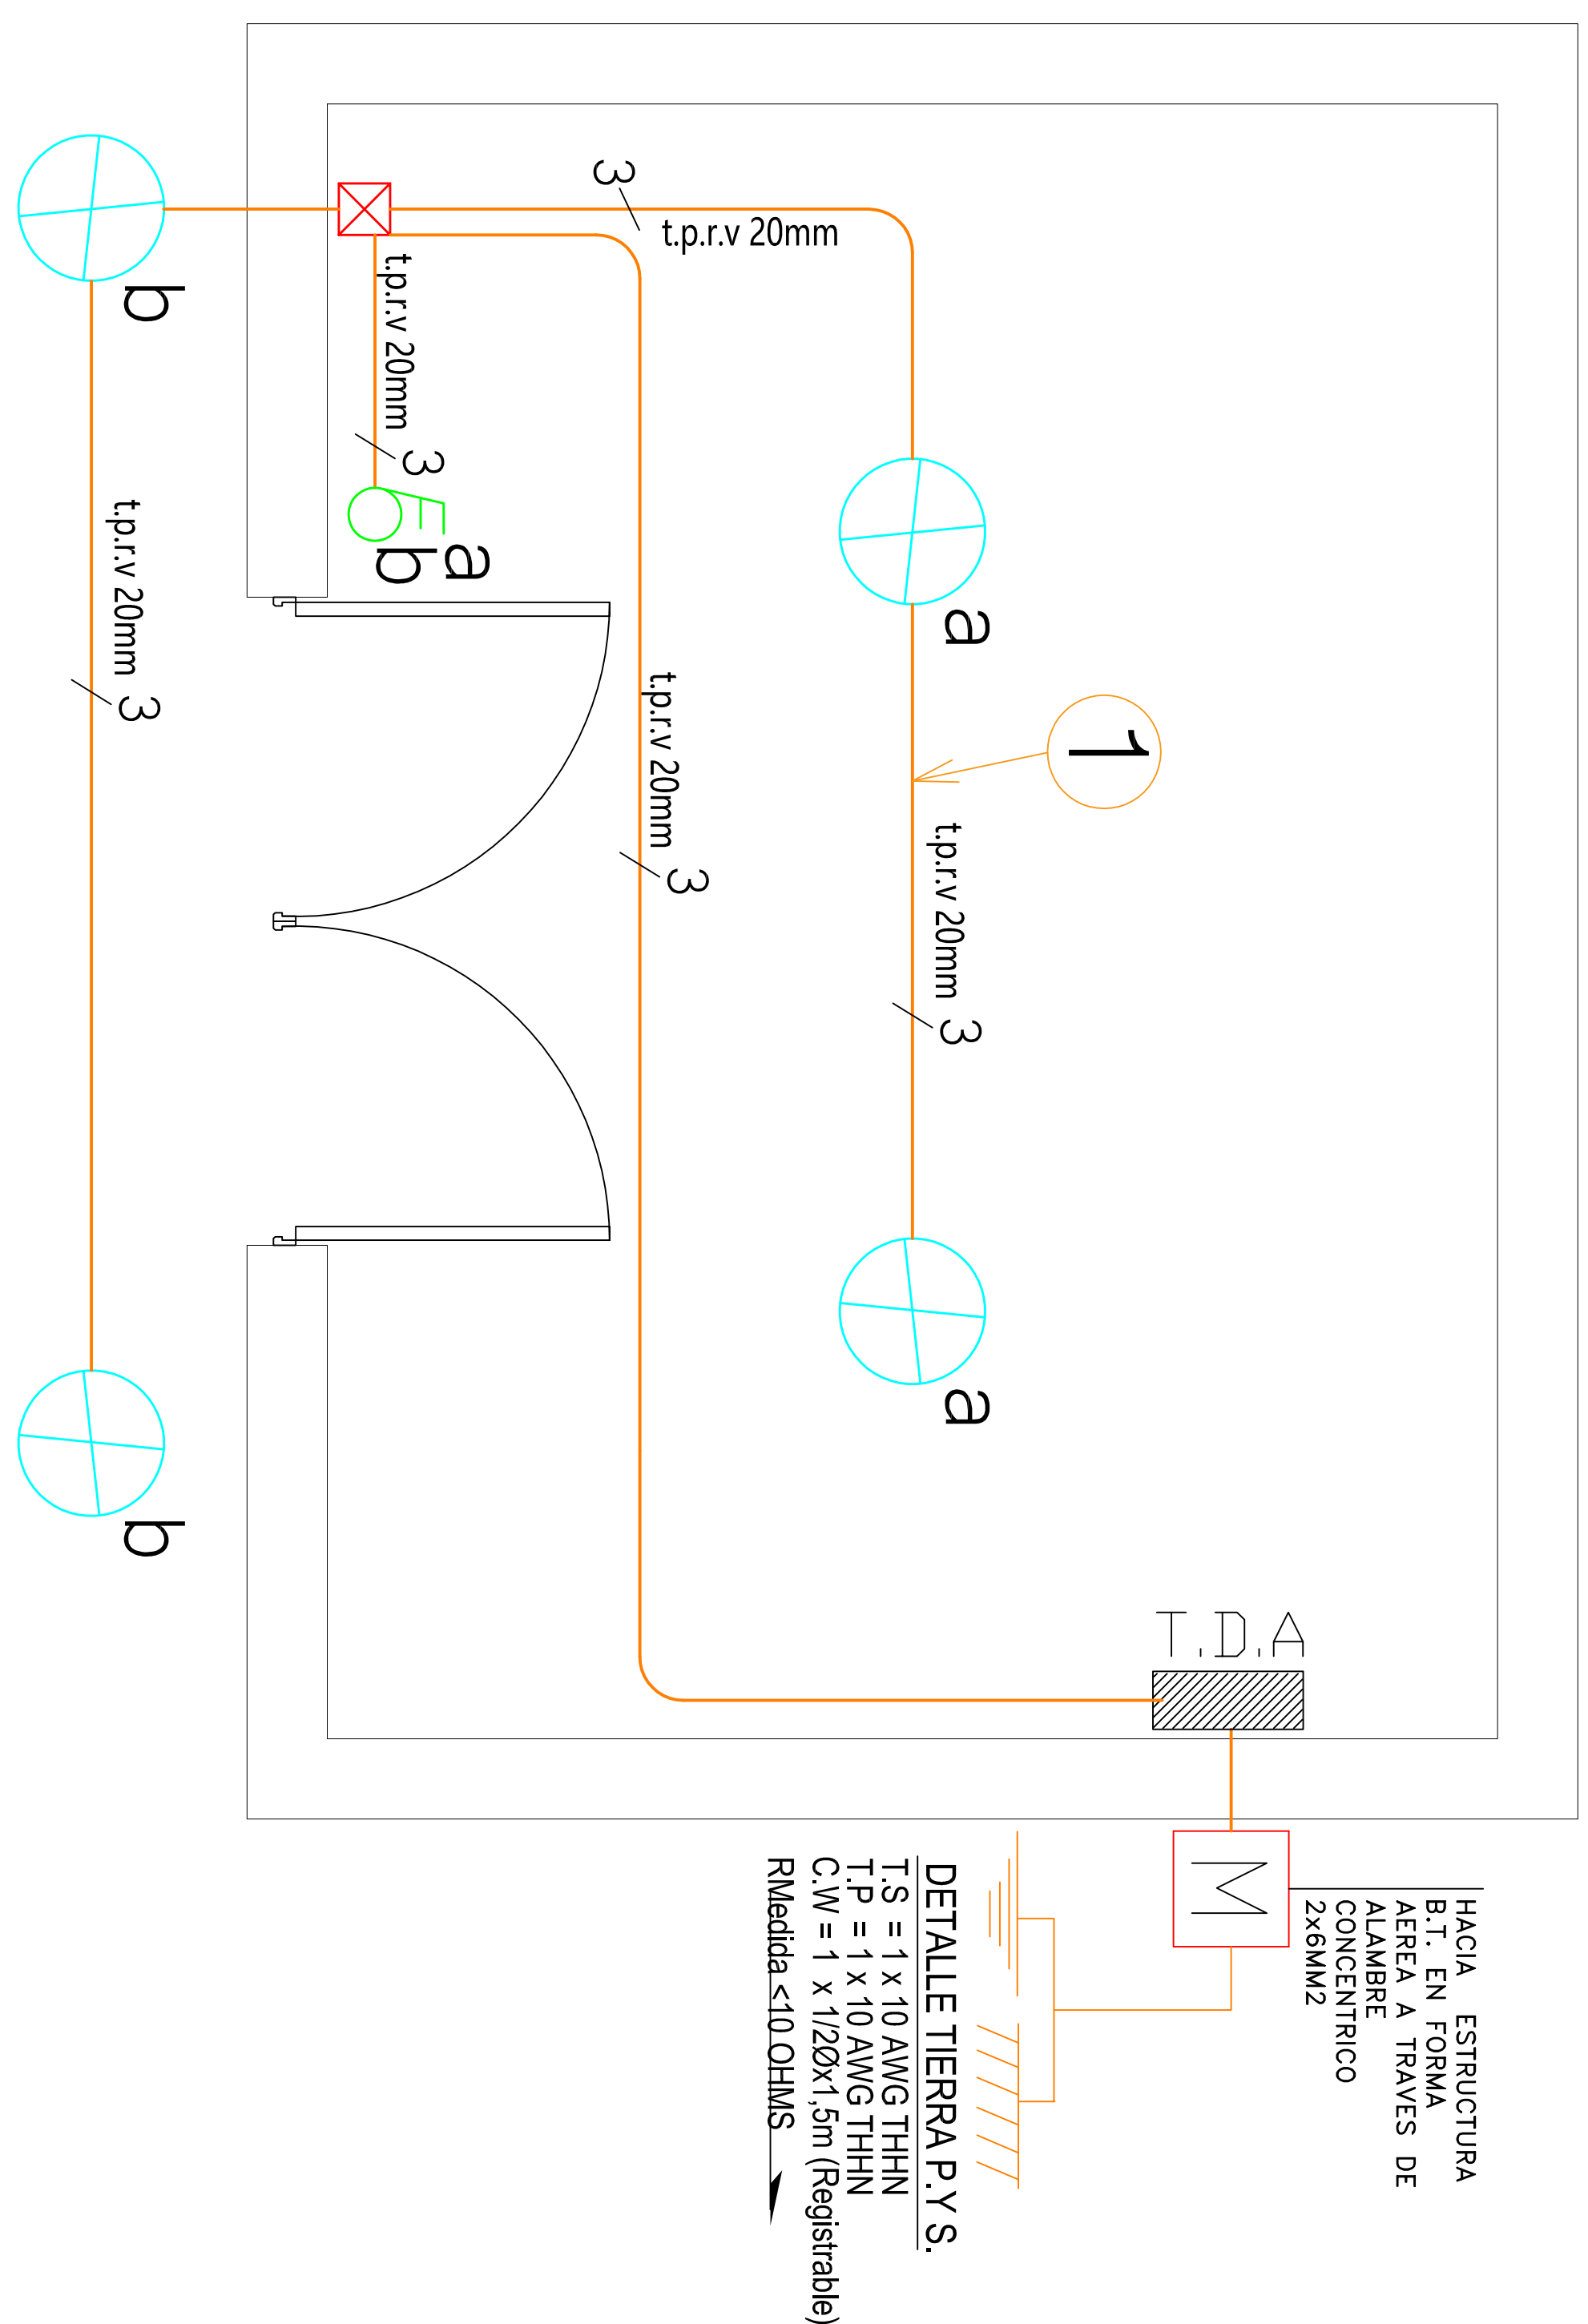 3
t.p.r.v 20mm
b
t.p.r.v 20mm
3
a
b
a
t.p.r.v 20mm
3
t.p.r.v 20mm
3
1
t.p.r.v 20mm
3
a
b
T.D.A
M
HACIA ESTRUCTURA
B.T. EN FORMA
AEREA A TRAVES DE
ALAMBRE
CONCENTRICO
2x6MM2
DETALLE TIERRA P.Y S.
T.S = 1 x 10 AWG THHN
T.P = 1 x 10 AWG THHN
C.W = 1 x 1/2Øx1,5m (Registrable)
RMedida <10 OHMS